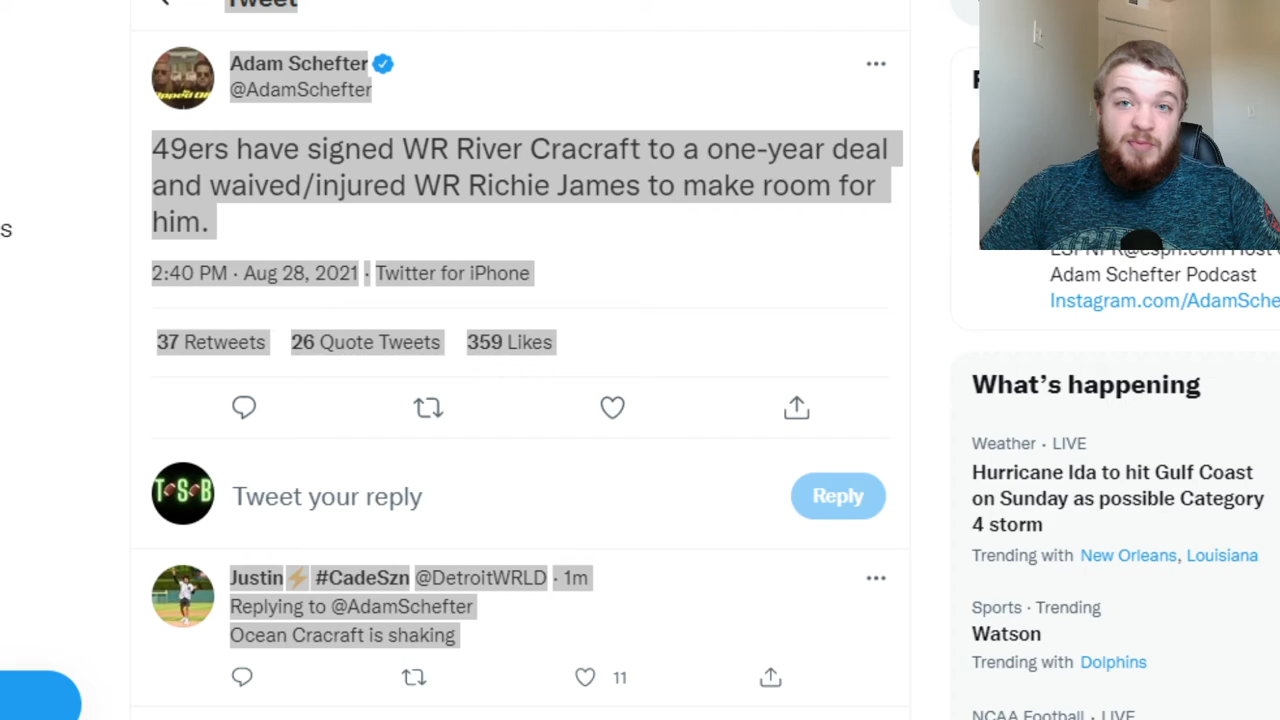 Tweet
Adam Schefter
@AdamSchefter
49ers have signed WR River Cracraft to a one-year deal
and waived/injured WR Richie James to make room for
him.
2:40 PM · Aug 28, 2021 · Twitter for iPhone
37 Retweets 26 Quote Tweets 359 Likes
T S B
Tweet your reply
Reply
Justin⚡ #CadeSzn @DetroitWRLD · 1m
Replying to @AdamSchefter
Ocean Cracraft is shaking
11
s
Adam Schefter Podcast
Instagram.com/AdamSche
What's happening
Weather · LIVE
Hurricane Ida to hit Gulf Coast
on Sunday as possible Category
4 storm
Trending with New Orleans, Louisiana
Sports · Trending
Watson
Trending with Dolphins
NCAA Football · LIVE